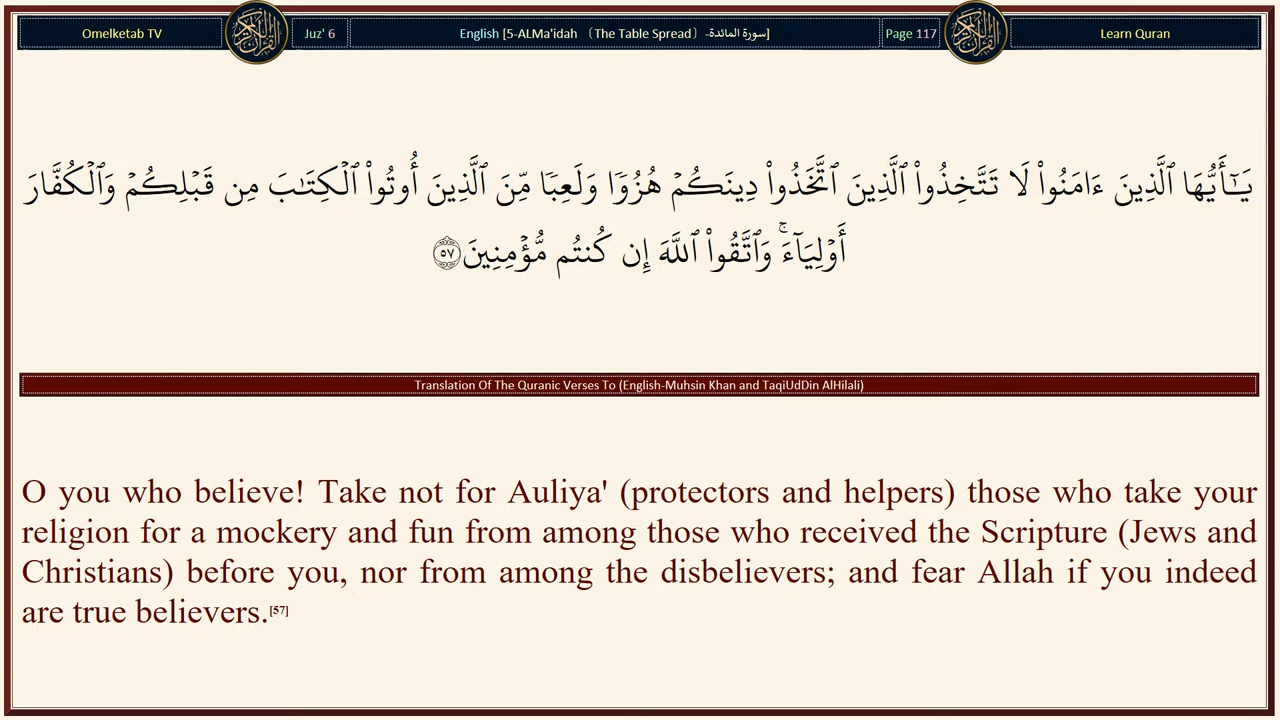 Omelketab TV
Juz' 6
English [5-ALMa'idah (The Table Spread) -سورة المائدة]
Page 117
Learn Quran
يَـٰٓأَيُّهَا ٱلَّذِينَ ءَامَنُوا۟ لَا تَتَّخِذُوا۟ ٱلَّذِينَ ٱتَّخَذُوا۟ دِينَكُمْ هُزُوًۭا وَلَعِبًۭا مِّنَ ٱلَّذِينَ أُوتُوا۟ ٱلْكِتَـٰبَ مِن قَبْلِكُمْ وَٱلْكُفَّارَ
أَوْلِيَآءَ ۚ وَٱتَّقُوا۟ ٱللَّهَ إِن كُنتُم مُّؤْمِنِينَ ٥٧
Translation Of The Quranic Verses To (English-Muhsin Khan and TaqiUdDin AlHilali)
O you who believe! Take not for Auliya' (protectors and helpers) those who take your
religion for a mockery and fun from among those who received the Scripture (Jews and
Christians) before you, nor from among the disbelievers; and fear Allah if you indeed
are true believers.[57]